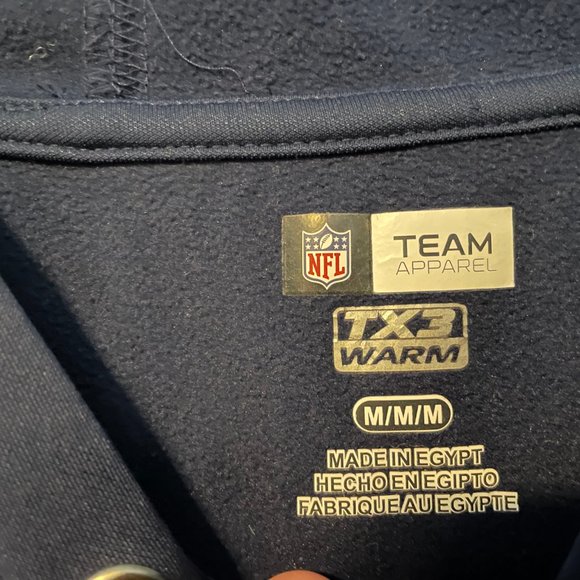 NFL
TEAM
APPAREL
TX3
WARM
M/M/M
MADE IN EGYPT
HECHO EN EGIPTO
FABRIQUE AU EGYPTE